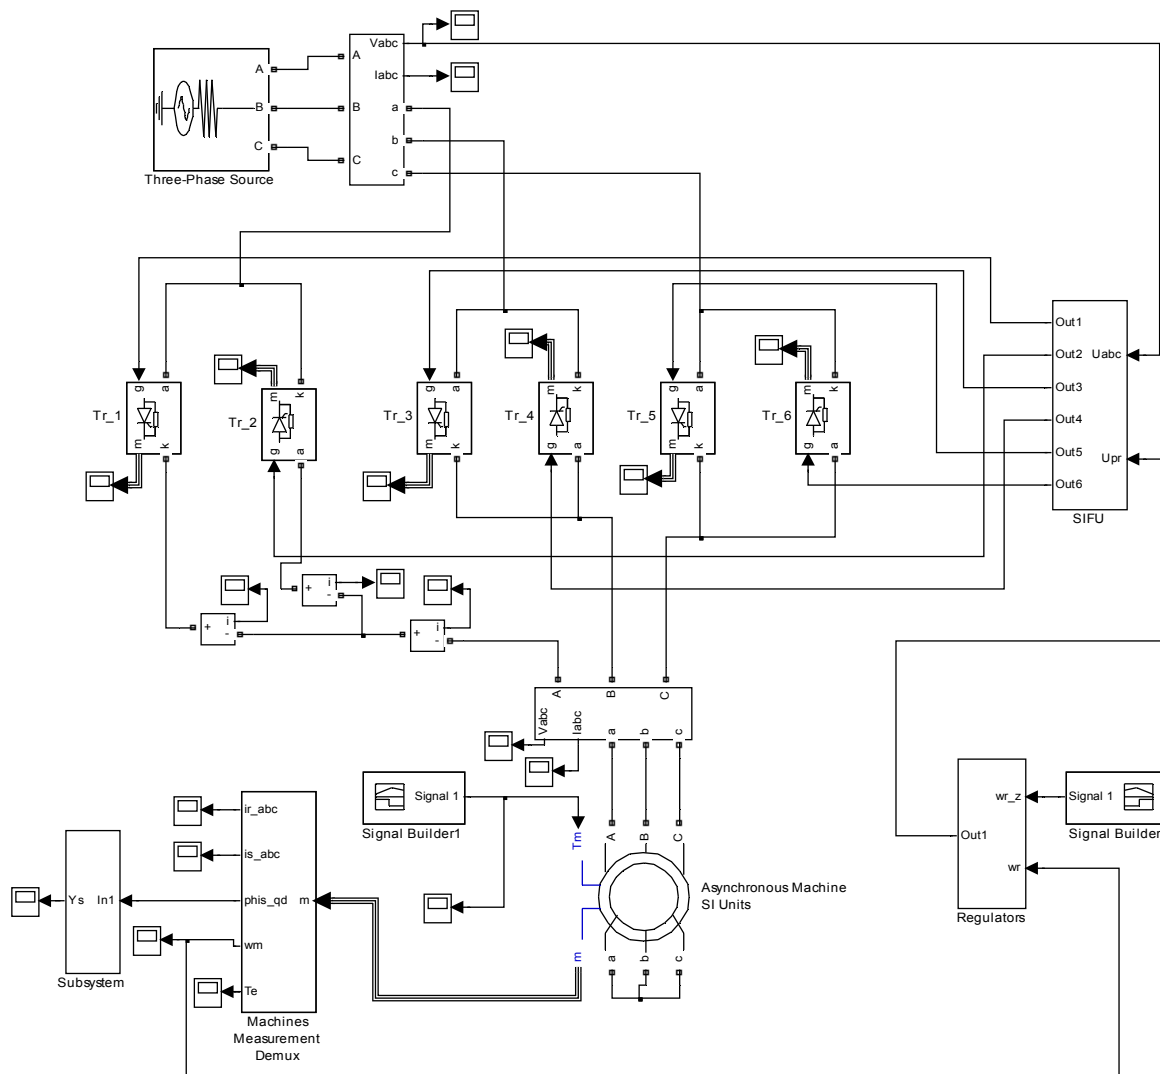 Vabc
A
A
Iabc
B
B
a
b
C
C
c
Three-Phase Source
Out1
Out2
Uabc
Out3
Out4
Out5
Upr
Out6
SIFU
g
a
Tr_1
m
k
m
k
Tr_2
g
a
g
a
Tr_3
m
k
m
k
Tr_4
g
a
g
a
Tr_5
m
k
m
k
Tr_6
g
a
+
i
-
+
i
-
+
i
-
A
B
C
Vabc
Iabc
a
b
c
Signal 1
Signal Builder1
wr_z
Out1
wr
Regulators
Signal 1
Signal Builder
Tm
A
B
C
Asynchronous Machine
SI Units
m
a
b
c
ir_abc
is_abc
phis_qd
m
wm
Te
Machines
Measurement
Demux
Ys
In1
Subsystem